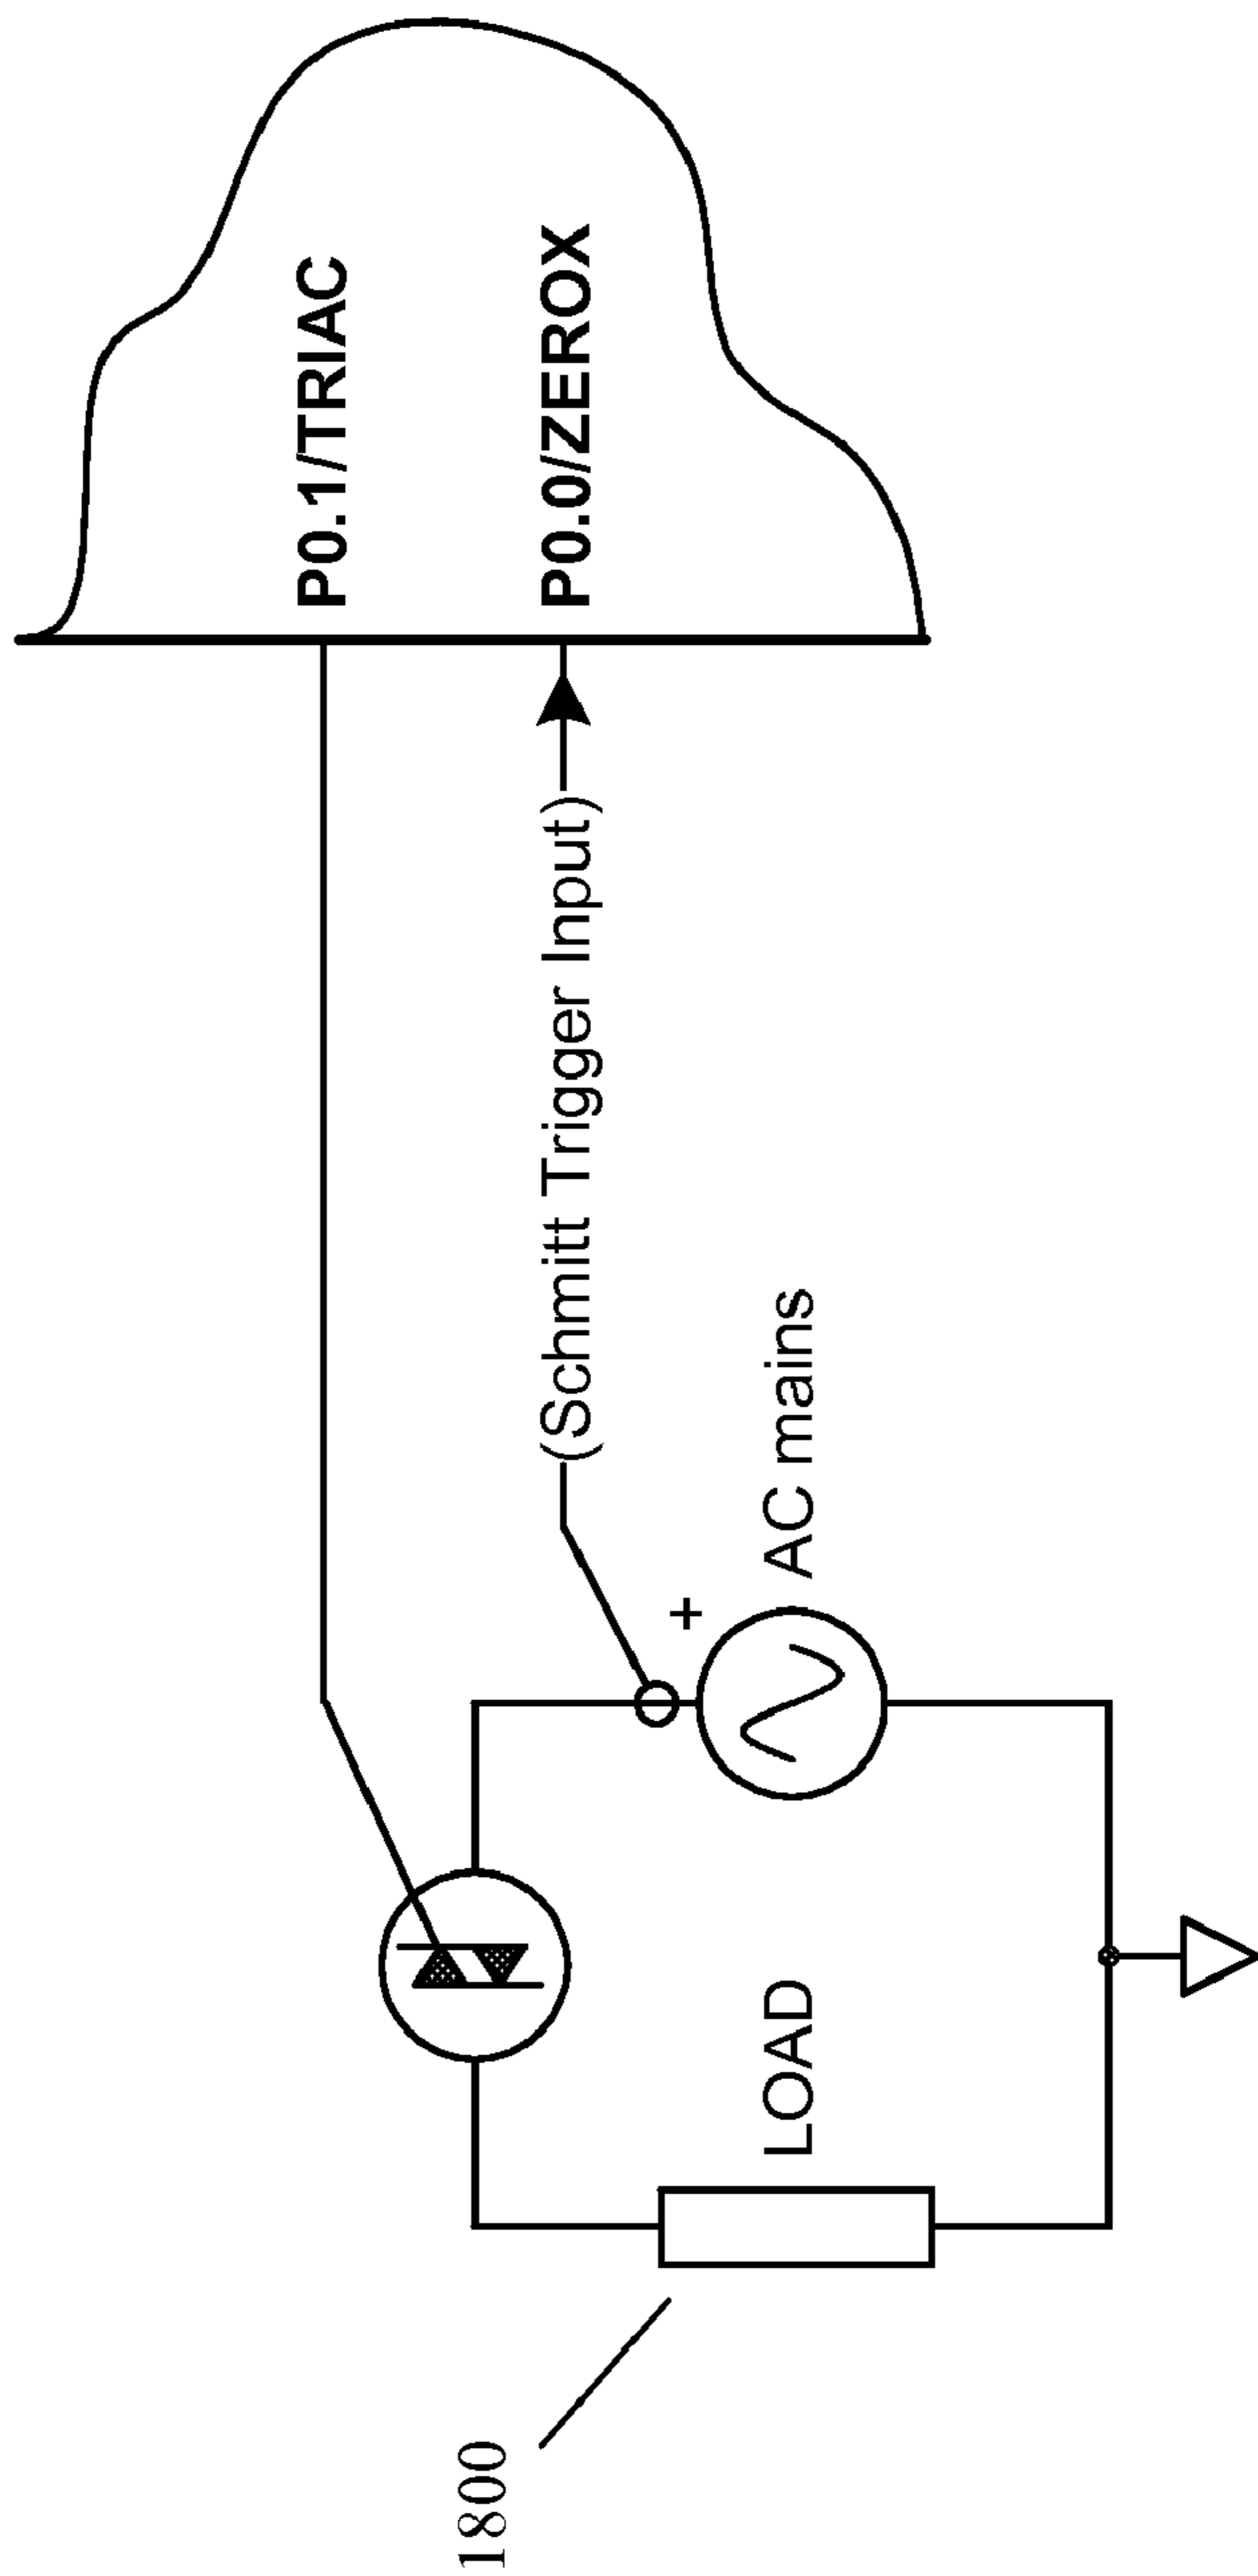 P0.1/TRIAC
P0.0/ZEROX
(Schmitt Trigger Input)
+
AC mains
LOAD
1800